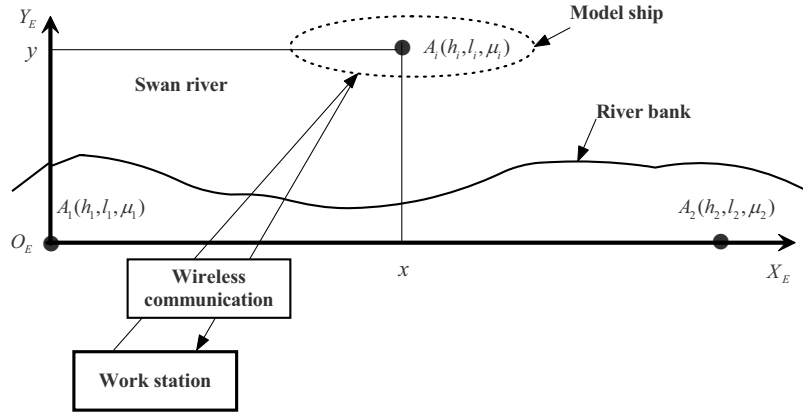 Y_E
Model ship
y
A_i(h_i, l_i, μ_i)
Swan river
River bank
A_1(h_1, l_1, μ_1)
A_2(h_2, l_2, μ_2)
O_E
Wireless
communication
x
X_E
Work station